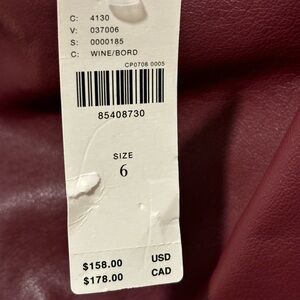 C: 4130
V: 037006
S: 0000185
C: WINE/BORD
CP0706 0005
85408730
SIZE
6
$158.00 USD
$178.00 CAD